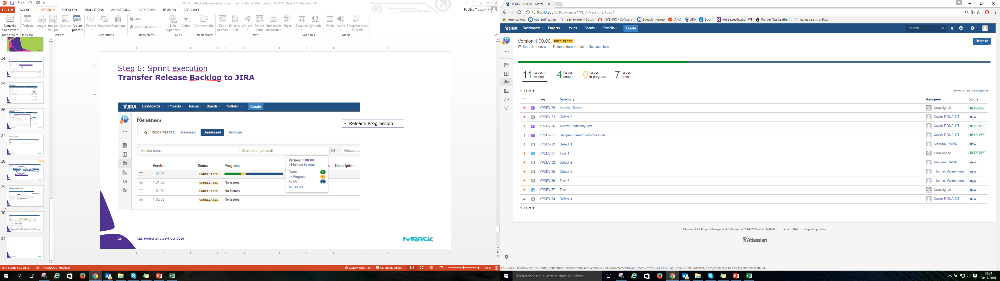 VL_MIL_R&D Software development methodology-JIRA- Training_1610131009 ed0.1 - PowerPoint
FICHIER ACCUEIL INSERTION CRÉATION TRANSITIONS ANIMATIONS DIAPORAMA RÉVISION AFFICHAGE
Pauline Tristram
Nouvelle diapositive
Tableau
Images
Images en ligne
Capture
Album photo
Formes
SmartArt
Graphique
Store
Mes applications
Lien hypertexte
Action
Commentaire
Zone de texte
En-tête/ Pied
WordArt
Date et heure
Numéro de diapositive
Objet
Équation
Symbole
Vidéo
Audio
Enregistrement à l'écran
Diapositives Tableaux Images Illustrations Compléments Liens Commentaires Texte Symboles Média
24
25
26
27
28
29
30
31
Step 6: Sprint execution
Transfer Release Backlog to JIRA
JIRA Dashboards Projects Issues Boards Portfolio Create
Releases
QUICK FILTERS: Released Unreleased Archived
Version name Start date (optional) Release da
Version Status Progress e Description
1.00.00 UNRELEASED
1.01.00 UNRELEASED No issues
1.01.01 UNRELEASED No issues
1.02.00 UNRELEASED No issues
Version: 1.00.00
11 issues in total
Done 3
In Progress 1
To Do 7
All issues
• Release Progression
29 R&D Project Strategy| Oct-2016
MERCK
DIAPOSITIVE 29 DE 31 FRANÇAIS (FRANCE) COMMENTAIRES COMMENTAIRES 106 %
YPDEV: 1.00.00 - Merck
46.105.43.235:8010/projects/YPDEV/versions/10204
Applications Authentification Insert image in Squas INVENGO - Software Squash Invengo JAMA JIRA Scrum Agile specification WF Ranger Ops Leather | Langage et significati
JIRA Dashboards Projects Issues Boards Portfolio Create Search
Version 1.00.00 UNRELEASED Release
Start date not set Release date not set Release Notes
11 Issues in version
4 Issues done
0 Issues in progress
7 Issues to do
1–11 of 11 View in Issue Navigator
P T Key Summary Assignee Status
YPDEV-25 Alarms - Buzzer Unassigned RESOLVED
YPDEV-33 Defect 3 Xavier ROUAULT NEW
YPDEV-26 Alarms - criticality level Xavier ROUAULT RESOLVED
YPDEV-27 Recipes - creation/modification Xavier ROUAULT RESOLVED
YPDEV-29 Defect 1 Margaux RAPIN NEW
YPDEV-31 Task 1 Unassigned RESOLVED
YPDEV-32 Defect 2 Margaux RAPIN NEW
YPDEV-35 Defect 5 Thomas Vennemann NEW
YPDEV-36 Task 6 Thomas Vennemann NEW
YPDEV-37 Test 1 Unassigned NEW
YPDEV-34 Defect 4 Xavier ROUAULT NEW
1–11 of 11
Atlassian JIRA Project Management Software (v7.2.1#72003-sha1:3448e6b) · About JIRA · Report a problem
Atlassian
46.105.43.235:8010/secure/ConfigureBambooRelease!input.jspa?versionId=10204&redirectUrlOnSuccess=http%3A%2F%2F46.105.43.235%3A8010%2Fprojects%2FYPDEV%2Fversions%2F10204
Rechercher sur le web et dans Windows
08:33
28/11/2016